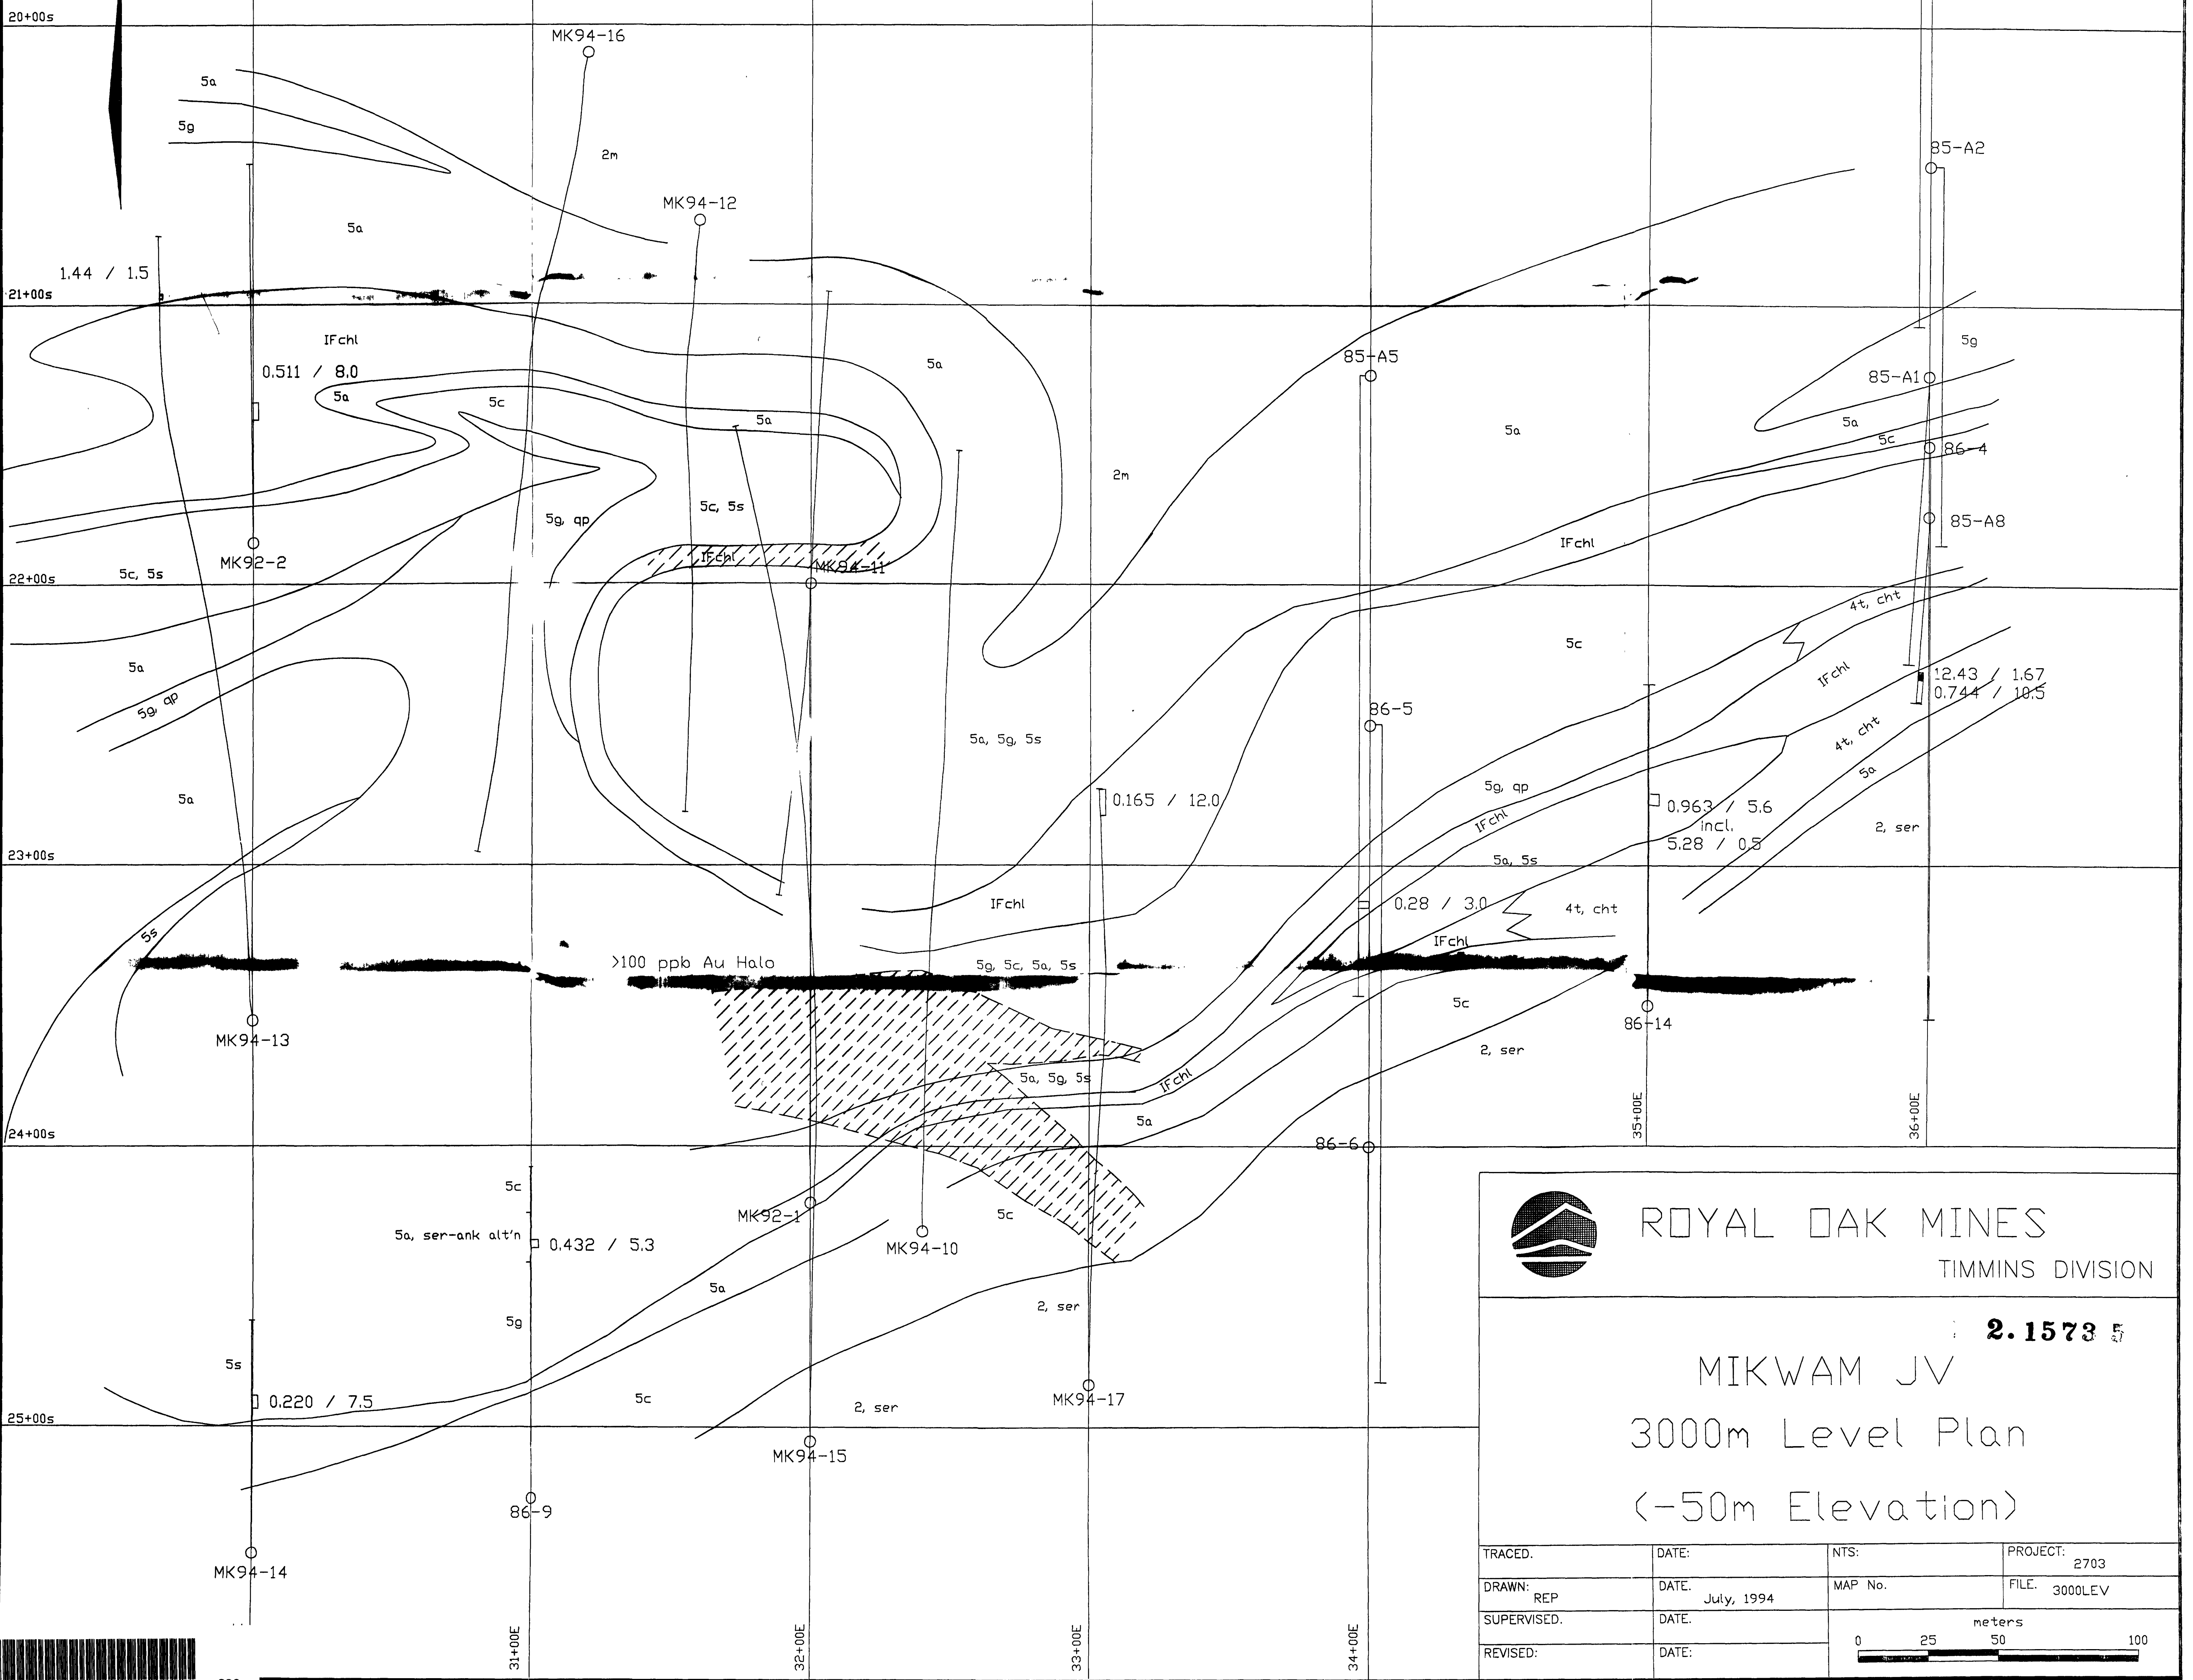 20+00s
MK94-16
5a
5g
2m
85-A2
MK94-12
5a
1.44 / 1.5
21+00s
IFchl
5g
85-A5
5a
0.511 / 8.0
85-A1
5a
5c
5a
5a
5a
5c
86-4
2m
5c, 5s
5g, qp
85-A8
IFchl
IFchl
MK92-2
MK94-11
5c, 5s
22+00s
4t, cht
5c
5a
IFchl
12.43 / 1.67
0.744 / 10.5
5g, qp
86-5
5a, 5g, 5s
4t, cht
5a
5g, qp
5a
0.165 / 12.0
0.963 / 5.6
incl.
5.28 / 0.5
IFchl
2, ser
23+00s
5a, 5s
IFchl
0.28 / 3.0
4t, cht
5s
IFchl
>100 ppb Au Halo
5g, 5c, 5a, 5s
5c
86-14
MK94-13
2, ser
5a, 5g, 5s
IFchl
5a
35+00E
36+00E
24+00s
86-6
5c
MK92-1
5c
5a, ser-ank alt'n
0.432 / 5.3
MK94-10
5a
2, ser
5g
5s
0.220 / 7.5
5c
2, ser
MK94-17
25+00s
MK94-15
86-9
MK94-14
31+00E
32+00E
33+00E
34+00E
ROYAL OAK MINES
TIMMINS DIVISION
2.15735
MIKWAM JV
3000m Level Plan
(-50m Elevation)
TRACED.
DATE:
NTS:
PROJECT:
2703
DRAWN:
REP
DATE.
July, 1994
MAP No.
FILE.
3000LEV
SUPERVISED.
DATE.
meters
0 25 50 100
REVISED:
DATE: